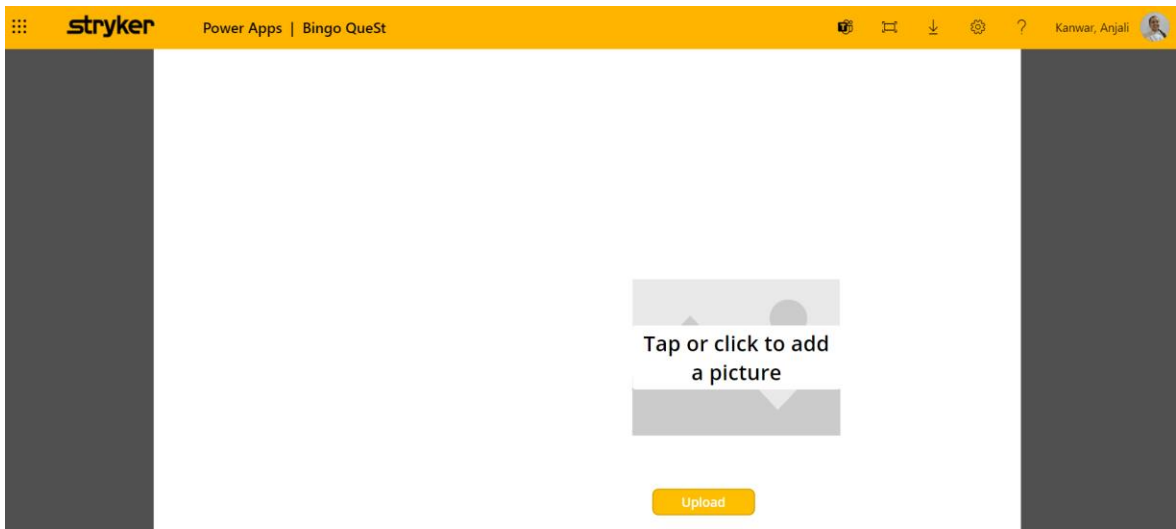 stryker
Power Apps | Bingo QueSt
?
Kanwar, Anjali
Tap or click to add
a picture
Upload